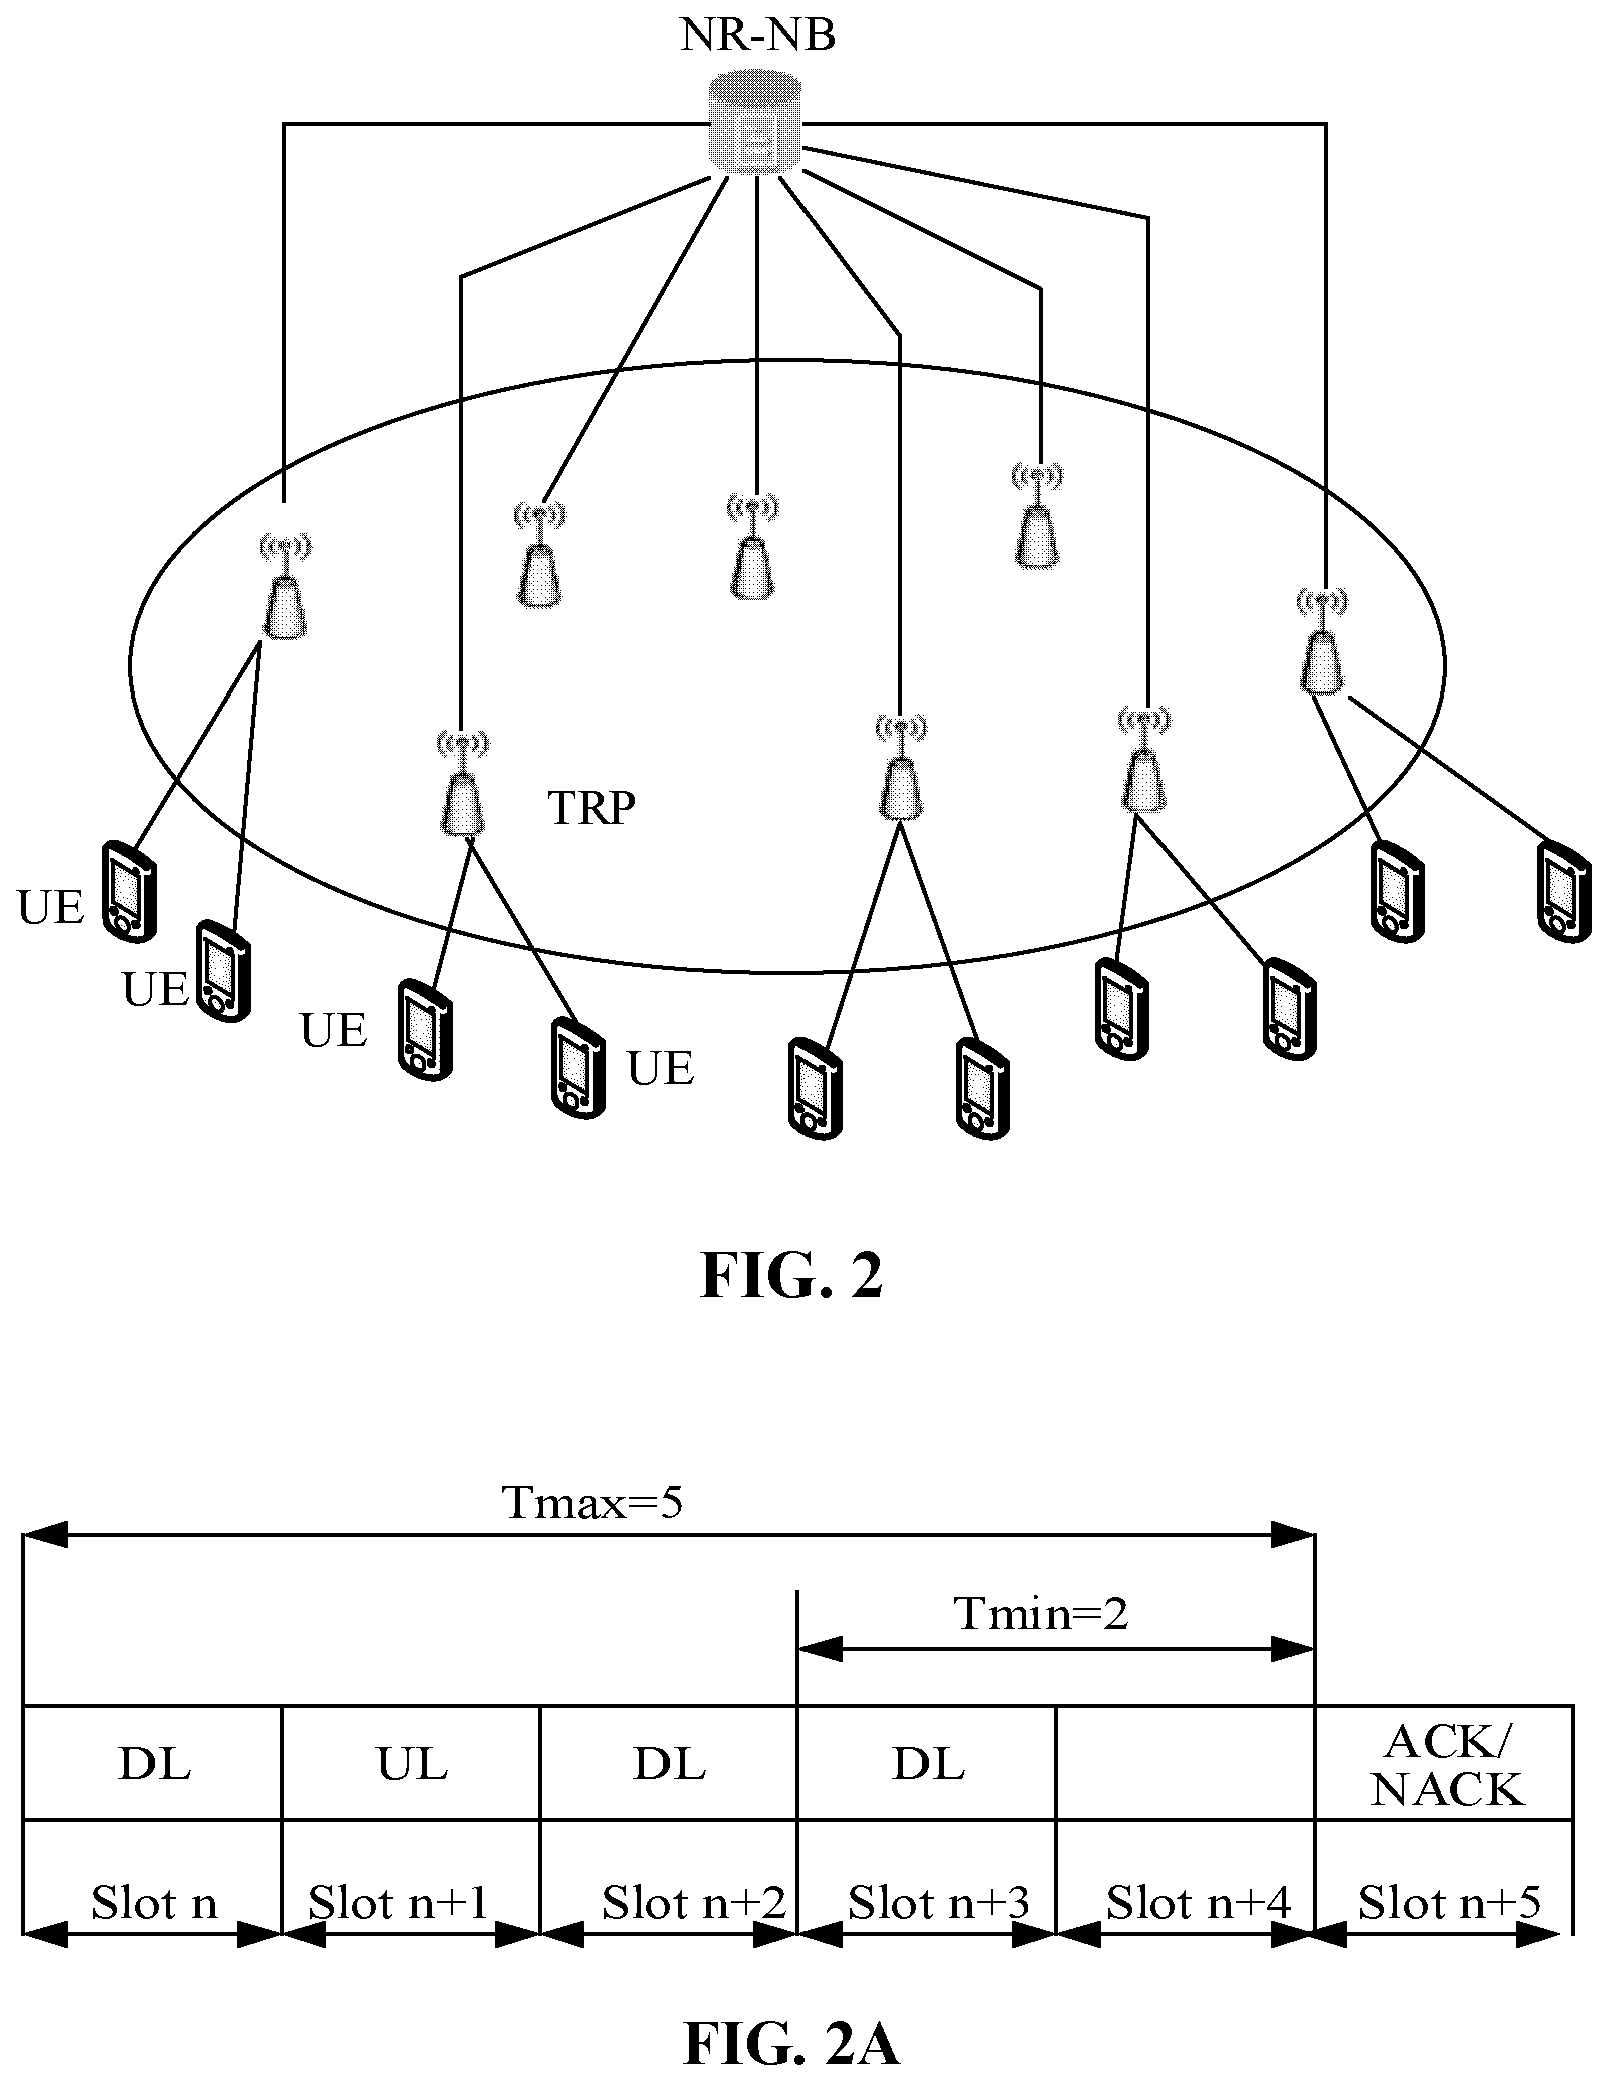 NR-NB
TRP
UE
UE
UE
UE
FIG. 2
Tmax=5
Tmin=2
DL UL DL DL ACK/
NACK
Slot n Slot n+1 Slot n+2 Slot n+3 Slot n+4 Slot n+5
FIG. 2A